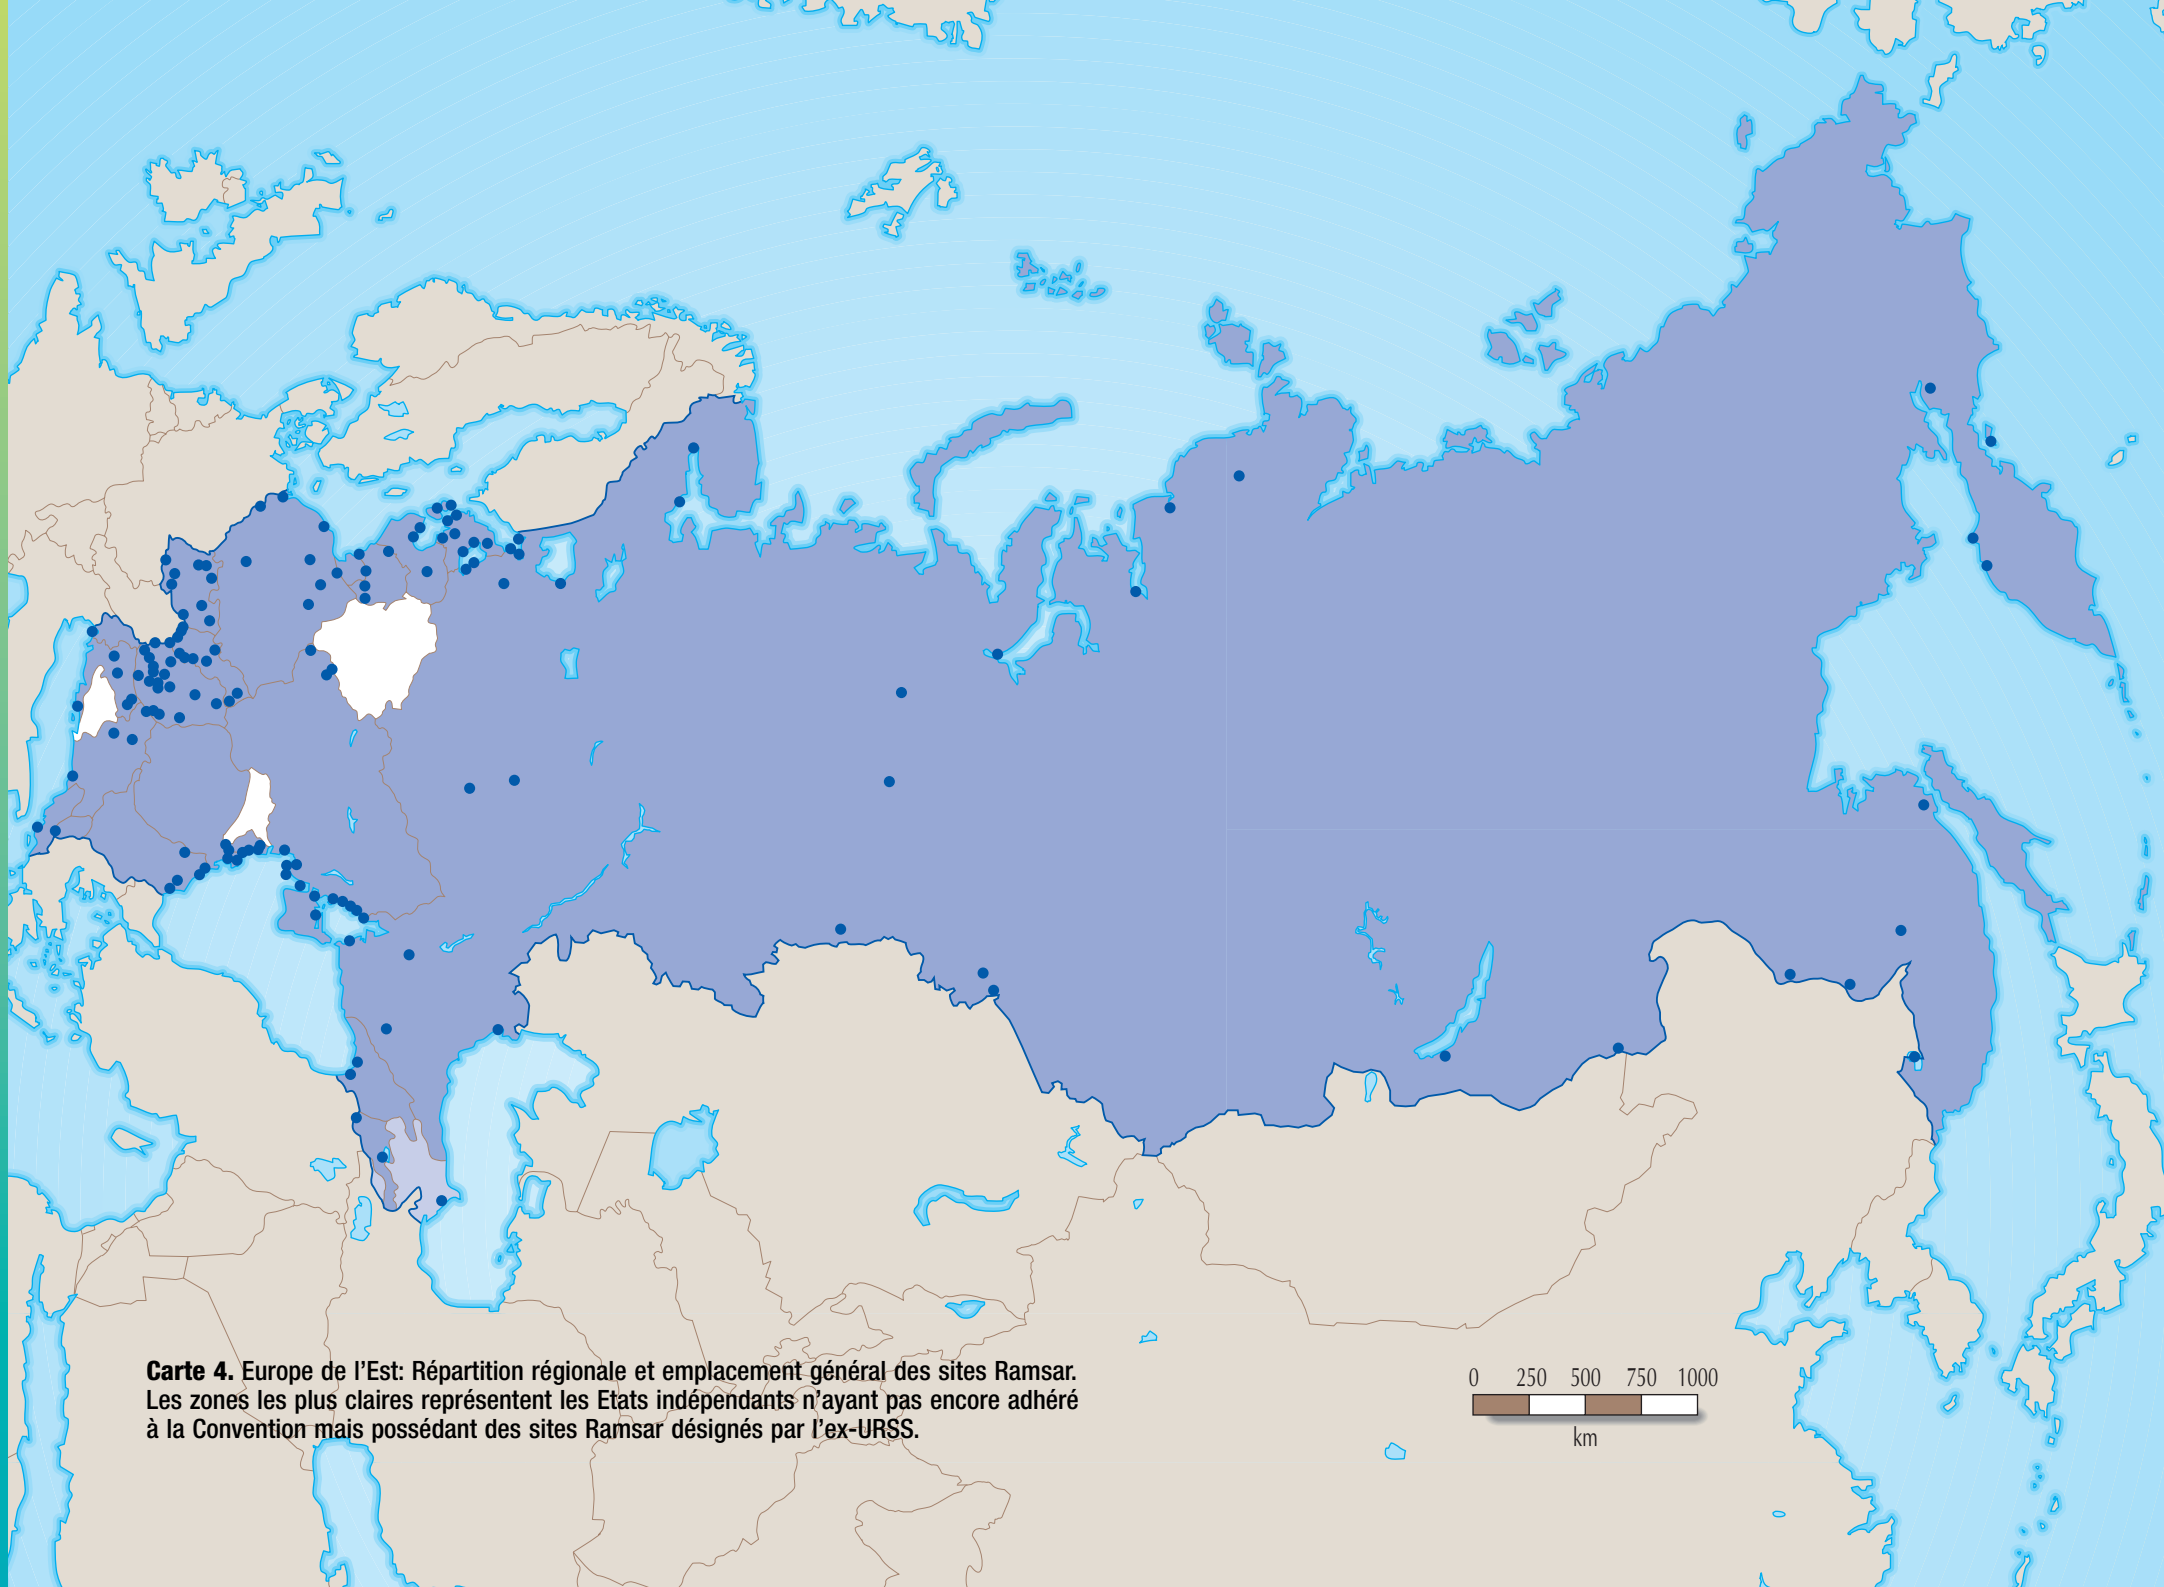 Carte 4. Europe de l'Est: Répartition régionale et emplacement général des sites Ramsar.
Les zones les plus claires représentent les Etats indépendants n'ayant pas encore adhéré
à la Convention mais possédant des sites Ramsar désignés par l'ex-URSS.
0 250 500 750 1000
km